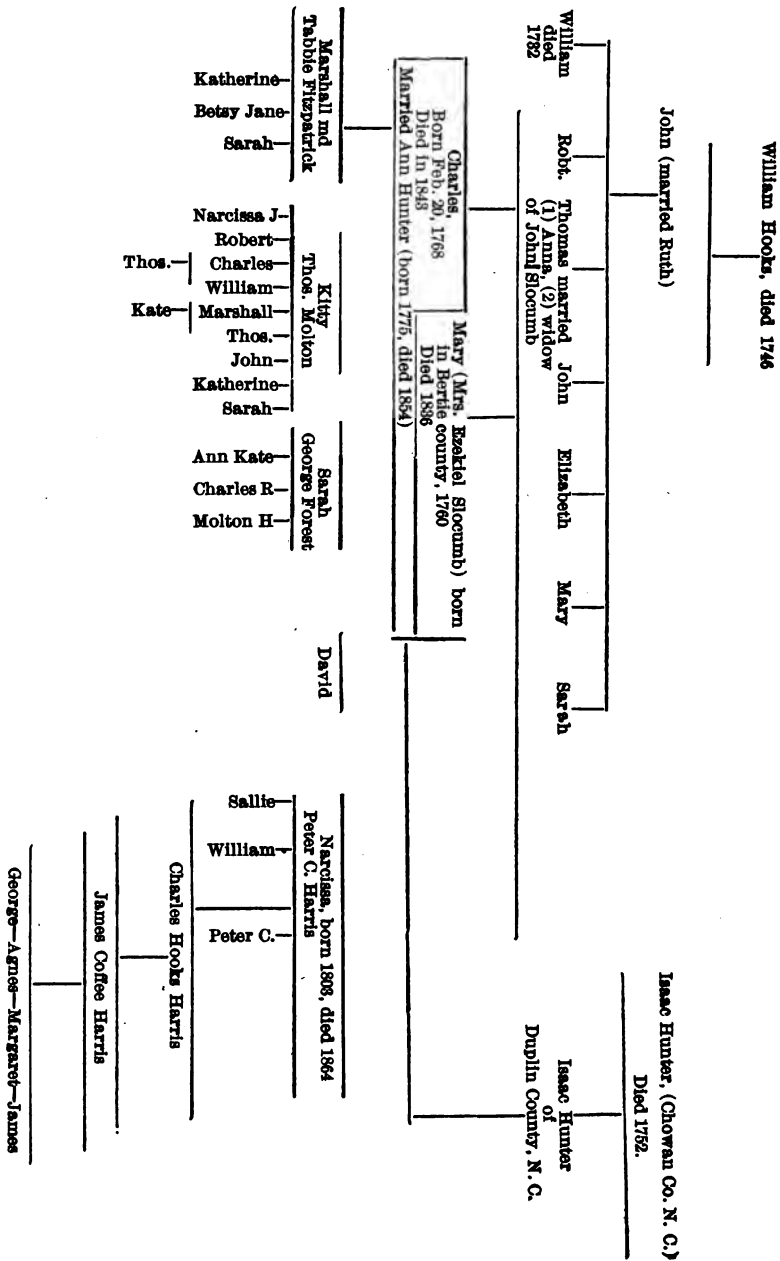 William Hooks, died 1746
John (married Ruth)
William
died
1782
Robt.
Thomas married
(1) Anna, (2) widow
of John Slocumb
John
Elizabeth
Mary
Sarah
Isaac Hunter, (Chowan Co. N. C.)
Died 1752.
Isaac Hunter
of
Duplin County, N. C.
Charles,
Born Feb. 20, 1768
Died in 1843
Married Ann Hunter (born 1775, died 1854)
Mary (Mrs. Ezekiel Slocumb) born
in Bertie county, 1760
Died 1836
Marshall md
Tabbie Fitzpatrick
Katherine
Betsy Jane
Sarah
Kitty
Thos. Molton
Narcissa J
Robert
Charles
Thos.
William
Marshall
Kate
Thos.
John
Katherine
Sarah
Sarah
George Forest
Ann Kate
Charles R
Molton H
David
Narcissa, born 1803, died 1864
Peter C. Harris
Sallie
William
Peter C.
Charles Hooks Harris
James Coffee Harris
George—Agnes—Margaret—James